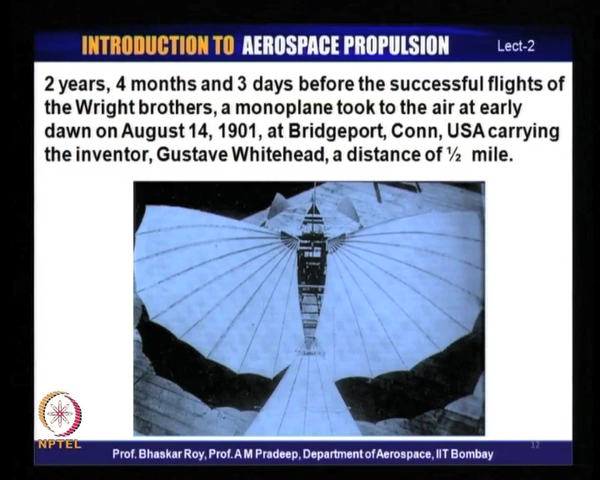 INTRODUCTION TO AEROSPACE PROPULSION
Lect-2
2 years, 4 months and 3 days before the successful flights of
the Wright brothers, a monoplane took to the air at early
dawn on August 14, 1901, at Bridgeport, Conn, USA carrying
the inventor, Gustave Whitehead, a distance of ½ mile.
NPTEL
12
Prof. Bhaskar Roy, Prof. A M Pradeep, Department of Aerospace, IIT Bombay